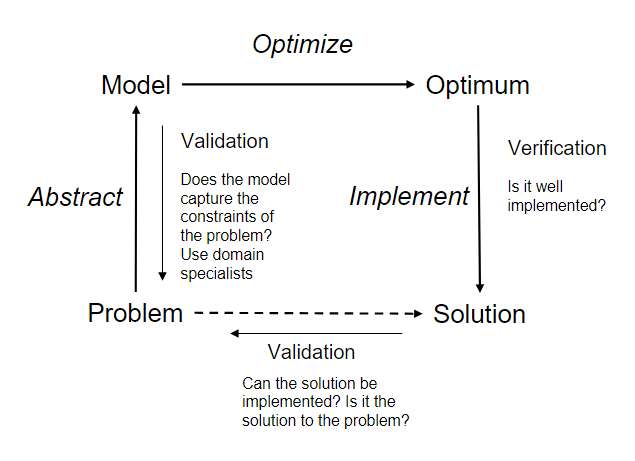 Optimize
Model
Optimum
Validation
Verification
Does the model
capture the
constraints of
the problem?
Use domain
specialists
Abstract
Implement
Is it well
implemented?
Problem
Solution
Validation
Can the solution be
implemented? Is it the
solution to the problem?